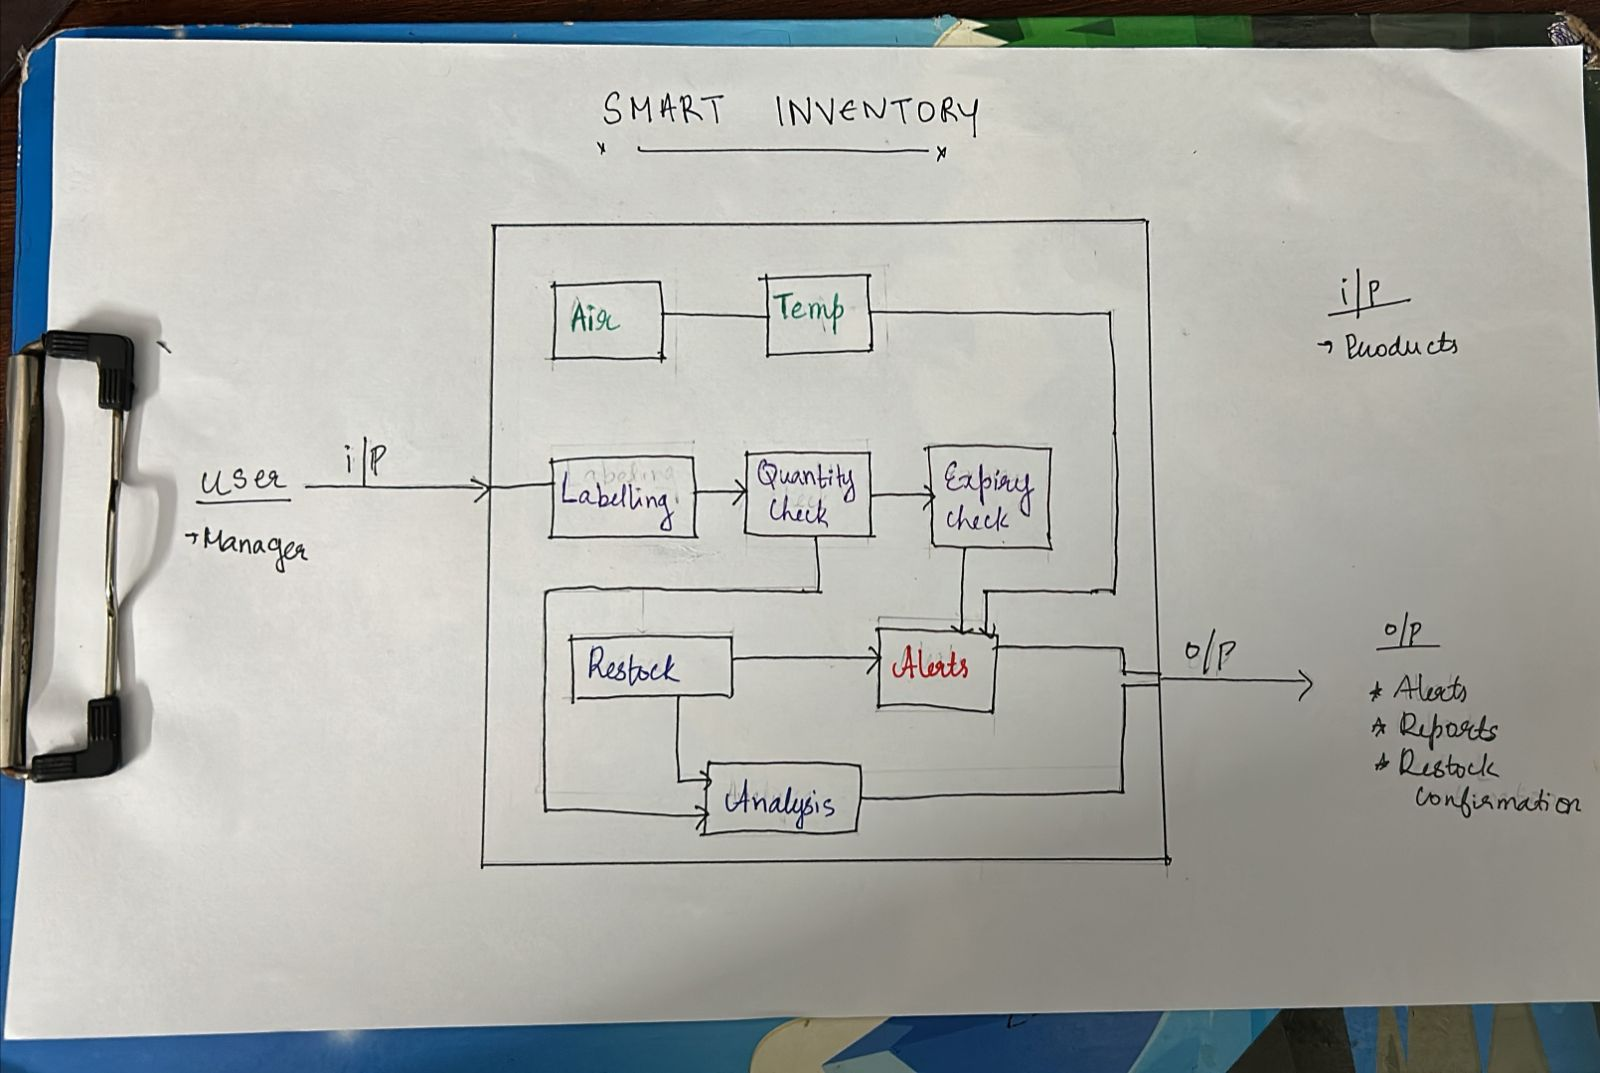 SMART INVENTORY
Air
Temp
i/p
→ Products
user
i/p
→ Manager
Labelling
Quantity
check
Expiry
check
Restock
Alerts
Analysis
o/p
o/p
* Alerts
* Reports
* Restock
confirmation